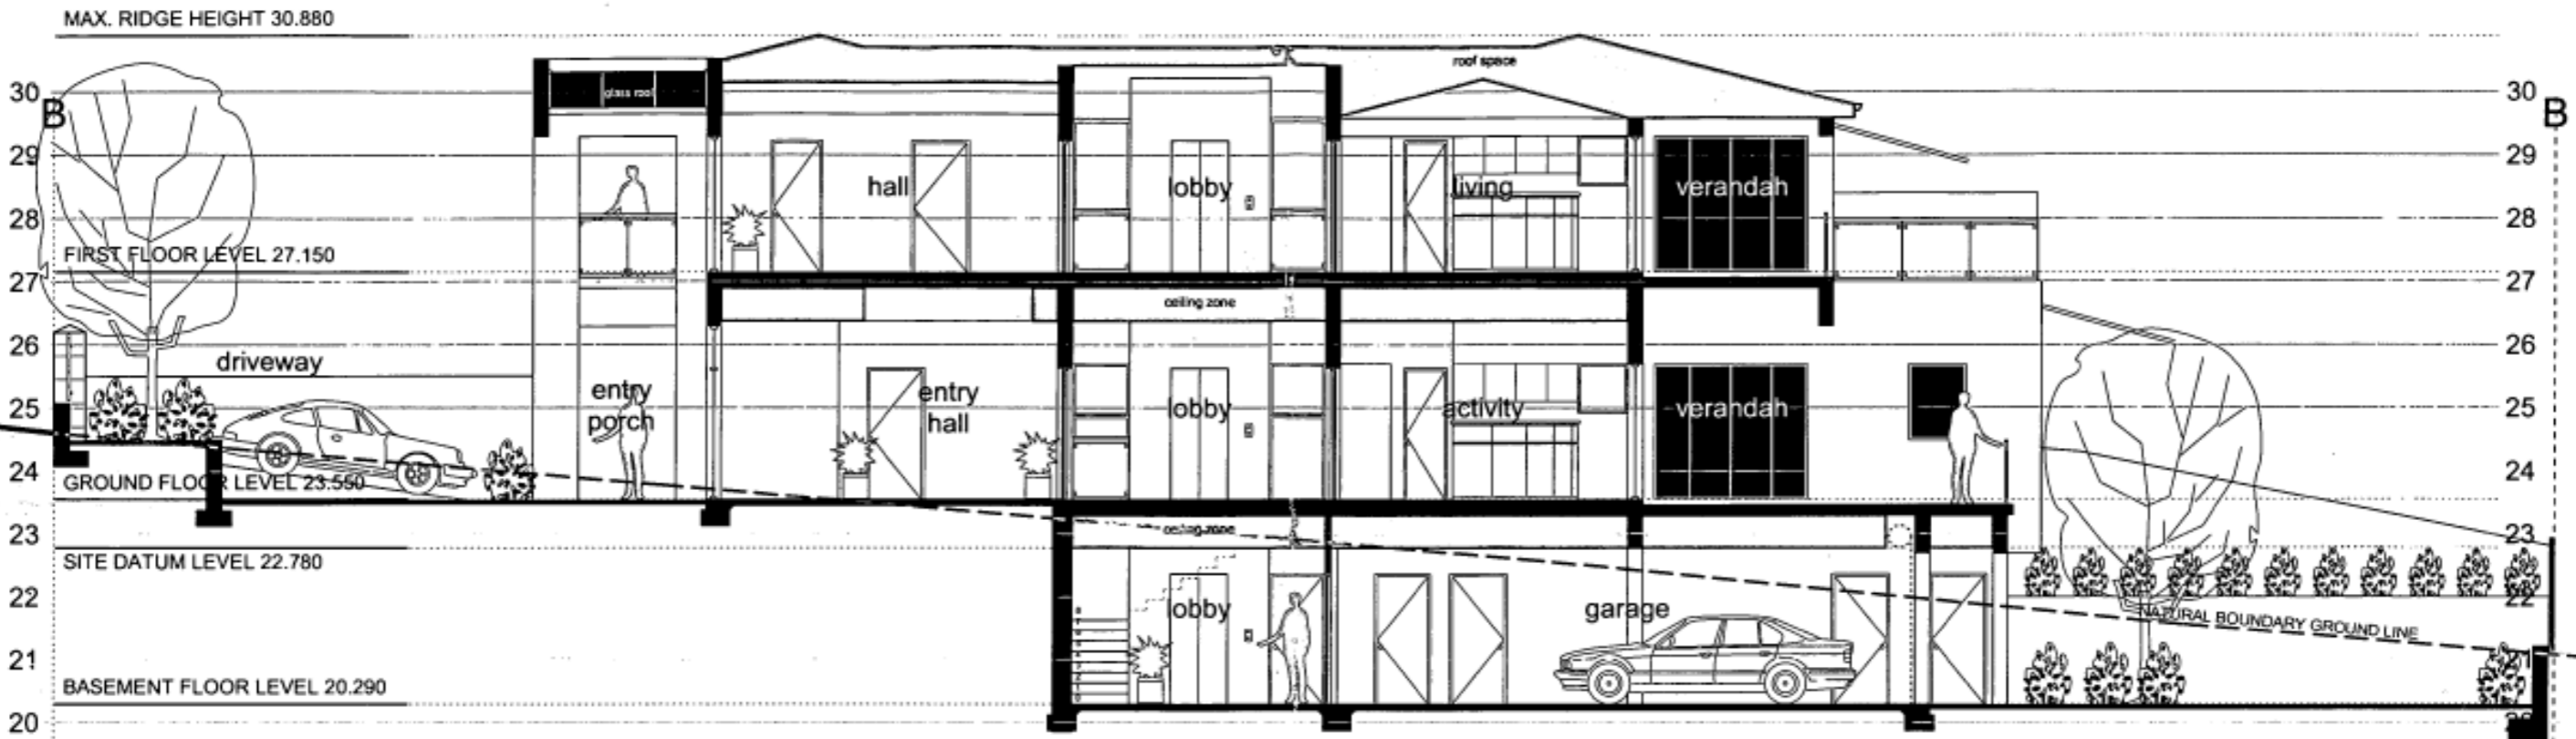 MAX. RIDGE HEIGHT 30.880
roof space
30
glass roof
30
B
B
29
29
hall
lobby
living
verandah
28
28
FIRST FLOOR LEVEL 27.150
27
27
ceiling zone
26
26
driveway
entry
porch
entry
hall
lobby
activity
verandah
25
25
24
24
GROUND FLOOR LEVEL 23.550
23
ceiling zone
23
SITE DATUM LEVEL 22.780
22
lobby
garage
22
NATURAL BOUNDARY GROUND LINE
21
21
BASEMENT FLOOR LEVEL 20.290
20